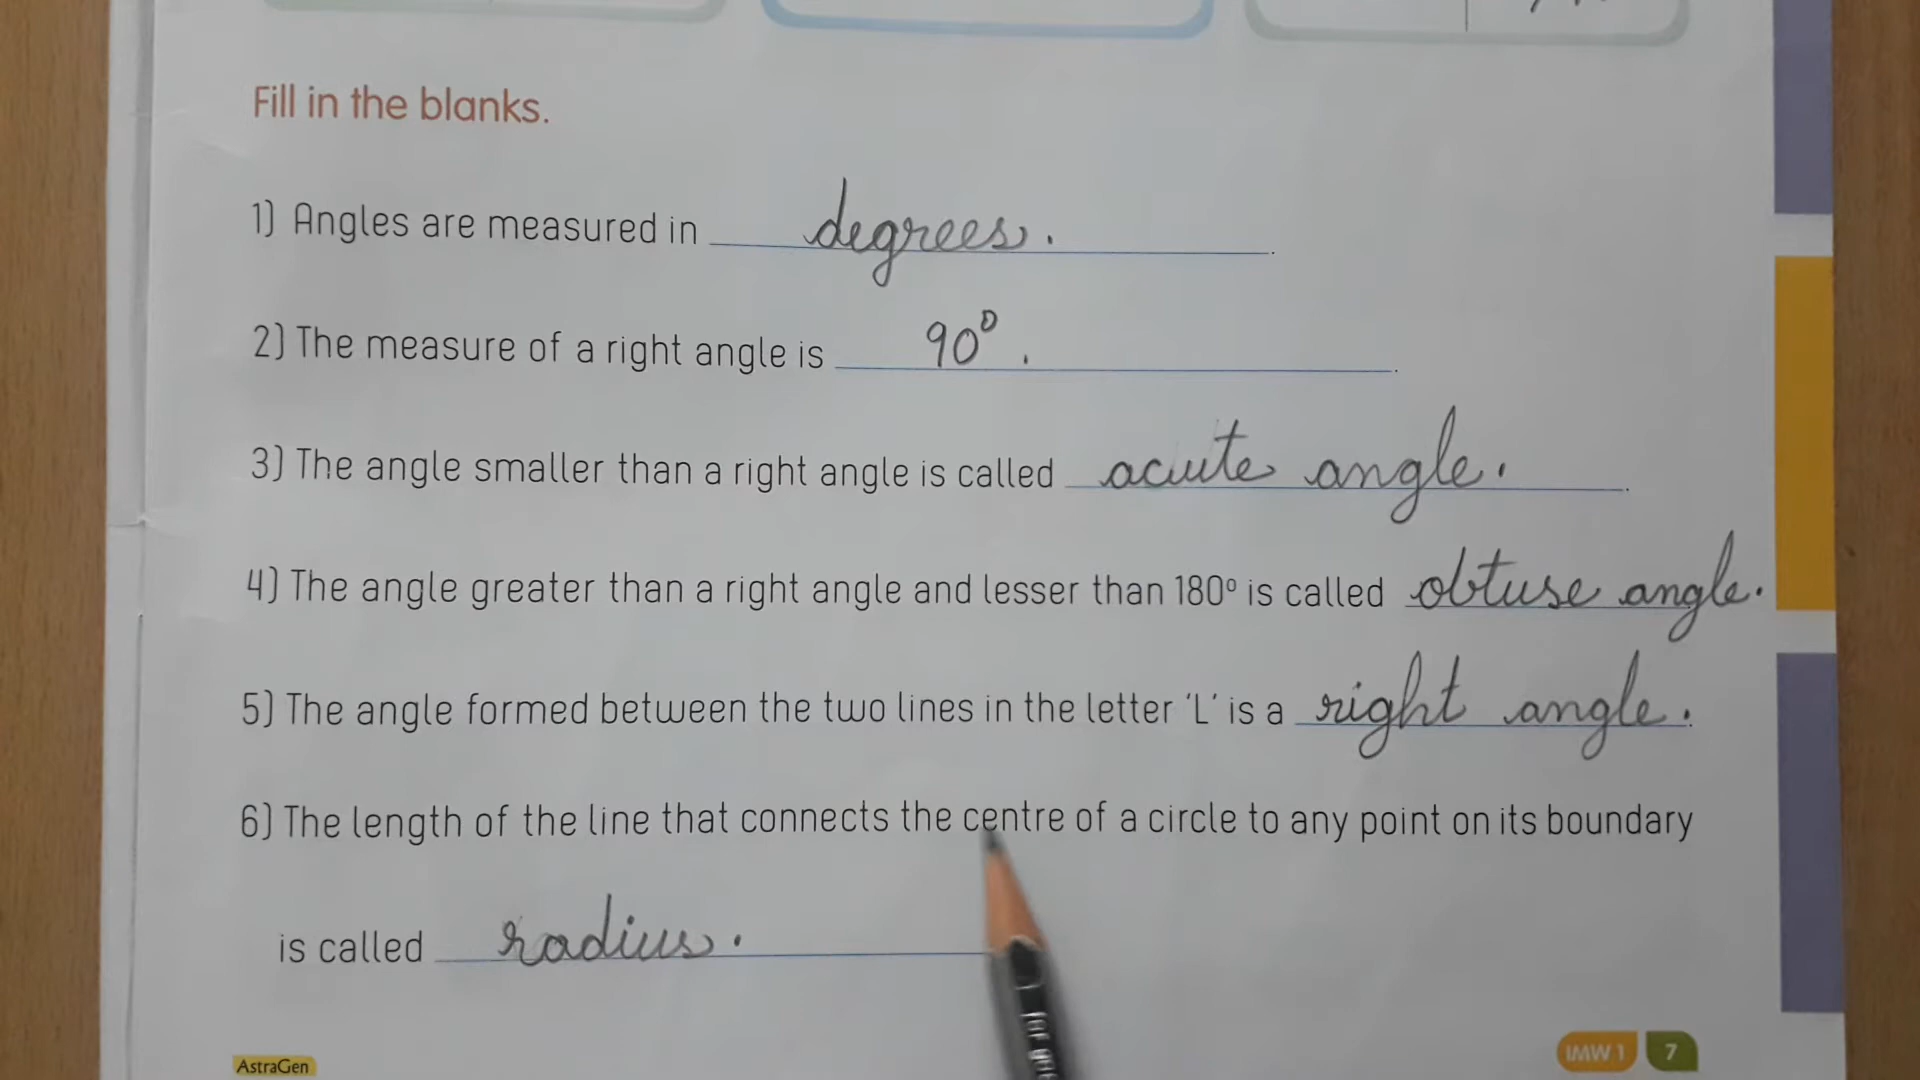 Fill in the blanks.
1) Angles are measured in degrees.
2) The measure of a right angle is 90°.
3) The angle smaller than a right angle is called acute angle.
4) The angle greater than a right angle and lesser than 180° is called obtuse angle.
5) The angle formed between the two lines in the letter 'L' is a right angle.
6) The length of the line that connects the centre of a circle to any point on its boundary
is called radius.
AstraGen
IMW 1 7